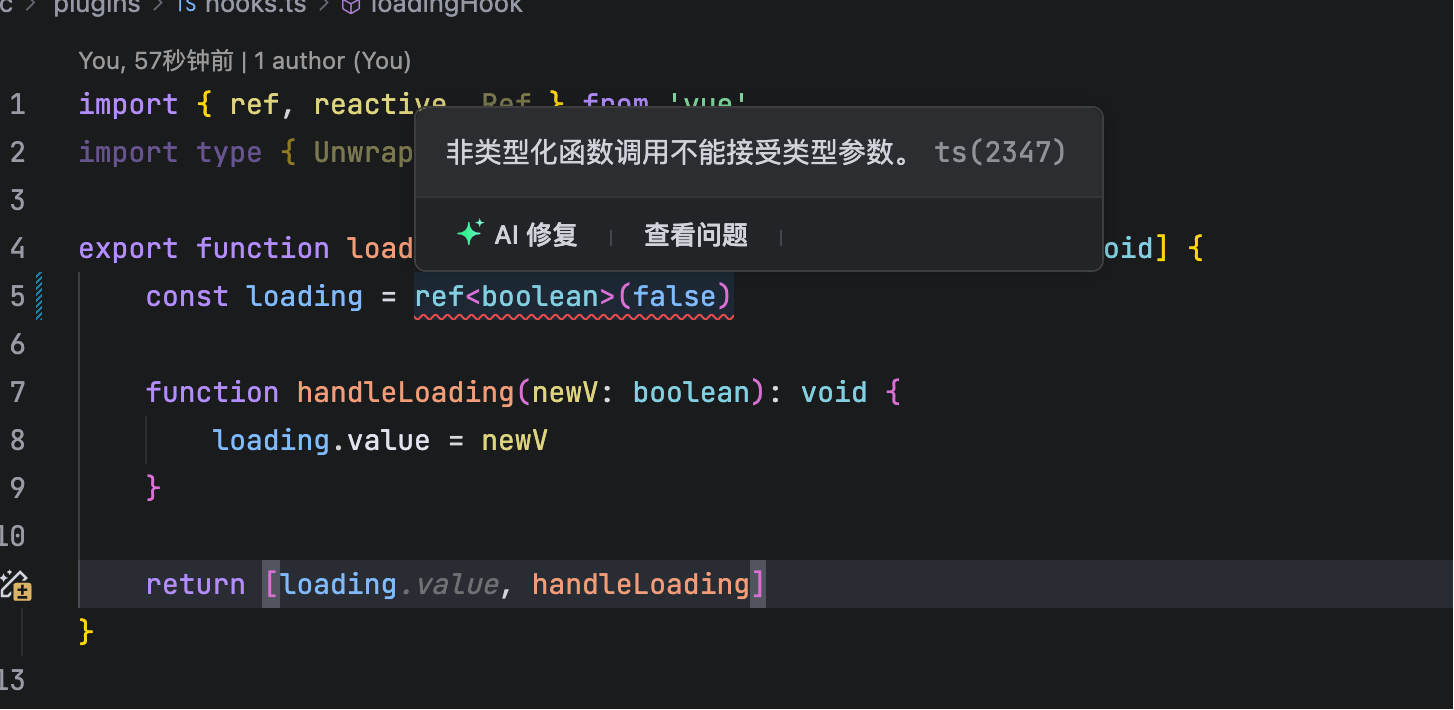 plugins > TS hooks.ts > loadingHook
You, 57秒钟前 | 1 author (You)
1 import { ref, reactive, Ref } from 'vue'
2 import type { Unwrap
非类型化函数调用不能接受类型参数。 ts(2347)
3
AI 修复 | 查看问题 |
4 export function load oid] {
5 const loading = ref<boolean>(false)
6
7 function handleLoading(newV: boolean): void {
8 loading.value = newV
9 }
10
return [loading.value, handleLoading]
}
13